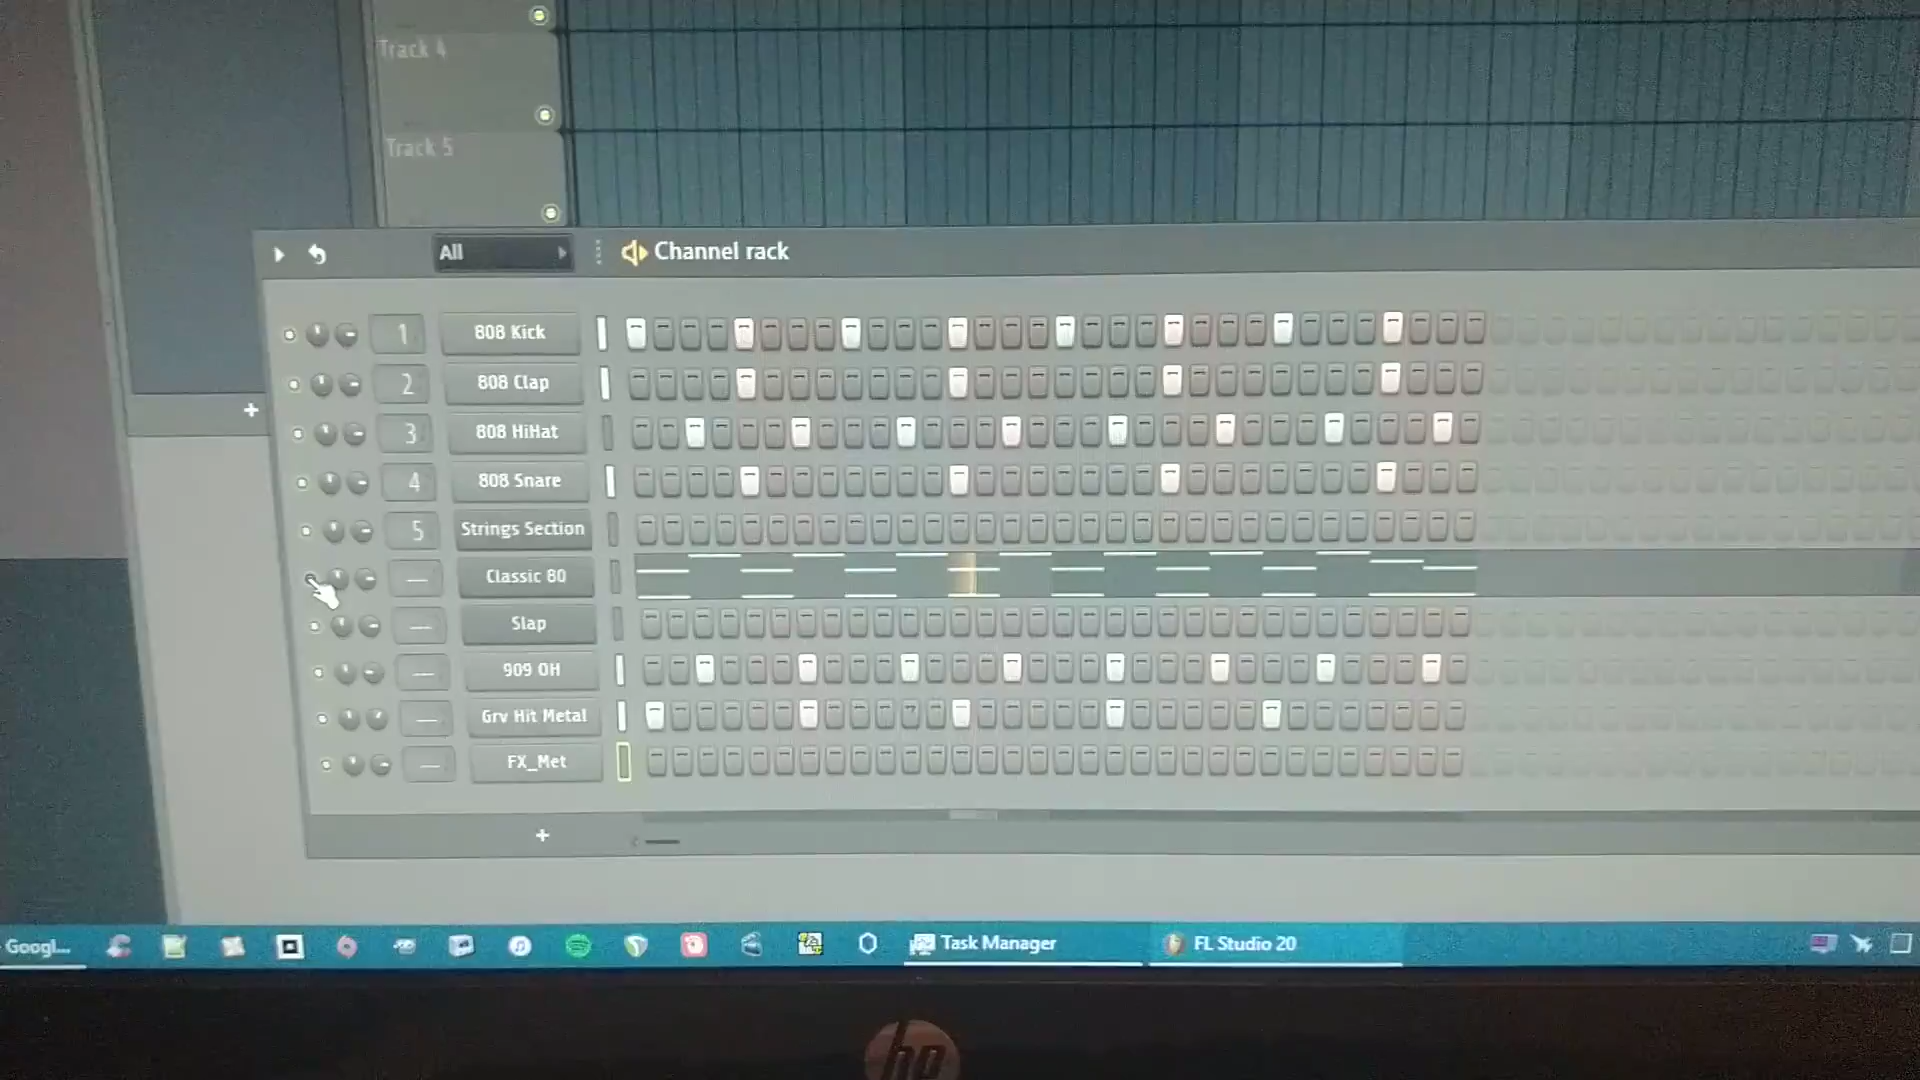 Track 4
Track 5
All
Channel rack
1 808 Kick
2 808 Clap
3 808 HiHat
4 808 Snare
5 Strings Section
--- Classic 80
--- Slap
--- 909 OH
--- Grv Hit Metal
--- FX_Met
+
Googl...
Task Manager
FL Studio 20
hp